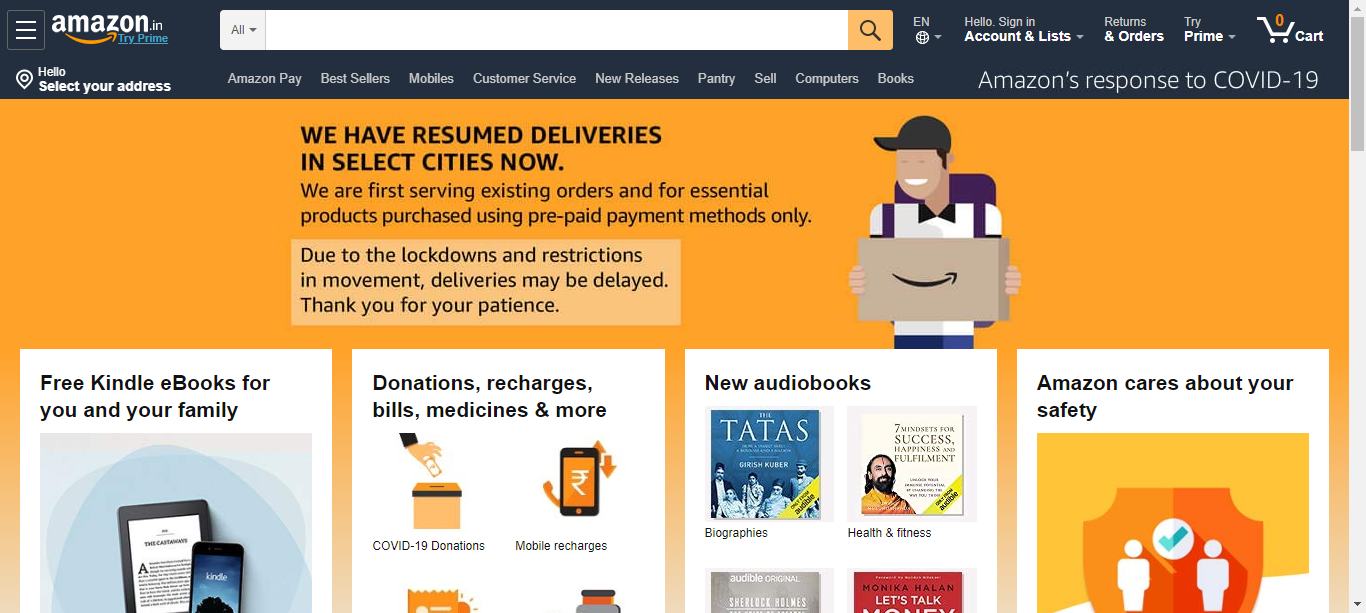 amazon.in
Try Prime
All
EN
Hello. Sign in
Account & Lists
Returns
& Orders
Try
Prime
0
Cart
Hello
Select your address
Amazon Pay
Best Sellers
Mobiles
Customer Service
New Releases
Pantry
Sell
Computers
Books
Amazon's response to COVID-19
WE HAVE RESUMED DELIVERIES
IN SELECT CITIES NOW.
We are first serving existing orders and for essential
products purchased using pre-paid payment methods only.
Due to the lockdowns and restrictions
in movement, deliveries may be delayed.
Thank you for your patience.
Free Kindle eBooks for
you and your family
THE CASTAWAYS
kindle
Donations, recharges,
bills, medicines & more
₹
COVID-19 Donations
Mobile recharges
New audiobooks
THE
TATAS
GIRISH KUBER
ONLY FROM
audible
Biographies
7 MINDSETS FOR
SUCCESS,
HAPPINESS AND
FULFILMENT
ONLY FROM
audible
Health & fitness
audible ORIGINAL
SHERLOCK HOLMES
MONIKA HALAN
LET'S TALK
MONEY
Amazon cares about your
safety